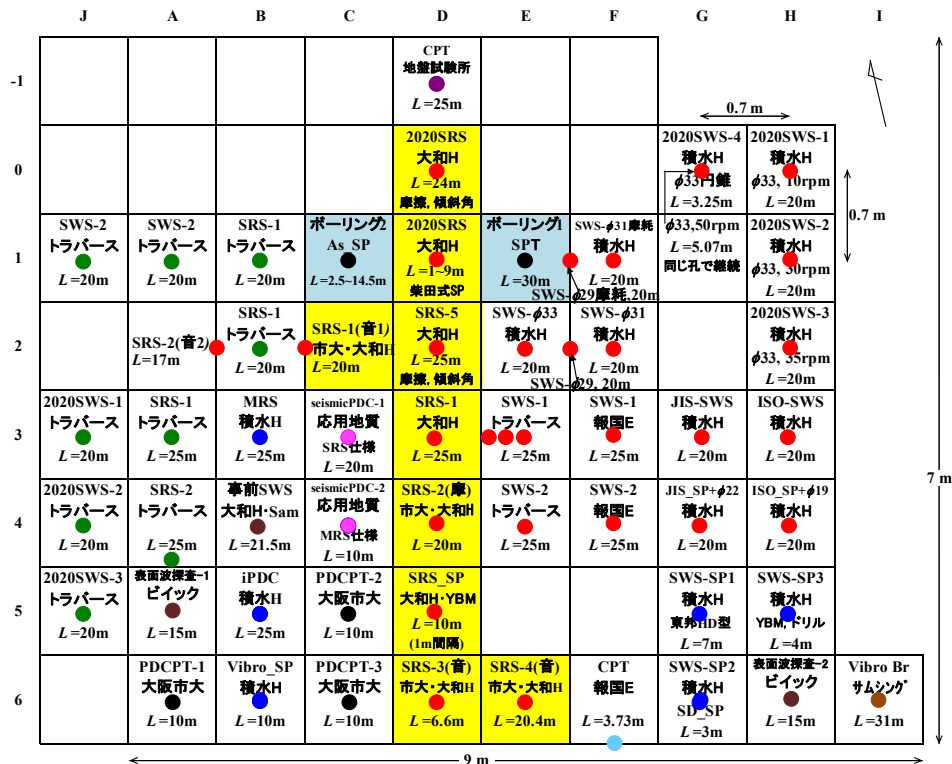 J A B C D E F G H I
-1
CPT
地盤試験所
L=25m
0.7 m
0
2020SRS
大和H
L=24m
摩擦,傾斜角
2020SWS-4
積水H
φ33円錐
L=3.25m
2020SWS-1
積水H
φ33, 10rpm
L=20m
0.7 m
1
SWS-2
トラバース
L=20m
SWS-2
トラバース
L=20m
SRS-1
トラバース
L=20m
ボーリング2
As_SP
L=2.5~14.5m
2020SRS
大和H
L=1~9m
柴田式SP
ボーリング1
SPT
L=30m
SWS-φ31摩耗
積水H
L=20m
SWS-φ29摩耗,20m
φ33,50rpm
L=5.07m
同じ孔で継続
2020SWS-2
積水H
φ33, 30rpm
L=20m
2
SRS-2(音2)
L=17m
SRS-1
トラバース
L=20m
SRS-1(音1)
市大・大和H
L=20m
SRS-5
大和H
L=25m
摩擦,傾斜角
SWS-φ33
積水H
L=20m
SWS-φ31
積水H
L=20m
SWS-φ29, 20m
2020SWS-3
積水H
φ33, 35rpm
L=20m
3
2020SWS-1
トラバース
L=20m
SRS-1
トラバース
L=25m
MRS
積水H
L=25m
seismicPDC-1
応用地質
SRS仕様
L=20m
SRS-1
大和H
L=25m
SWS-1
トラバース
L=25m
SWS-1
報国E
L=25m
JIS-SWS
積水H
L=20m
ISO-SWS
積水H
L=20m
4
2020SWS-2
トラバース
L=20m
SRS-2
トラバース
L=25m
事前SWS
大和H・Sam
L=21.5m
seismicPDC-2
応用地質
MRS仕様
L=10m
SRS-2(摩)
市大・大和H
L=20m
SWS-2
トラバース
L=25m
SWS-2
報国E
L=25m
JIS_SP+φ22
積水H
L=20m
ISO_SP+φ19
積水H
L=20m
7 m
5
2020SWS-3
トラバース
L=20m
表面波探査-1
ビイック
L=15m
iPDC
積水H
L=25m
PDCPT-2
大阪市大
L=10m
SRS_SP
大和H・YBM
L=10m
(1m間隔)
SWS-SP1
積水H
東邦HD型
L=7m
SWS-SP3
積水H
YBM,ドリル
L=4m
6
PDCPT-1
大阪市大
L=10m
Vibro_SP
積水H
L=10m
PDCPT-3
大阪市大
L=10m
SRS-3(音)
市大・大和H
L=6.6m
SRS-4(音)
市大・大和H
L=20.4m
CPT
報国E
L=3.73m
SWS-SP2
積水H
SD_SP
L=3m
表面波探査-2
ビイック
L=15m
Vibro Br
サムシング
L=31m
9 m